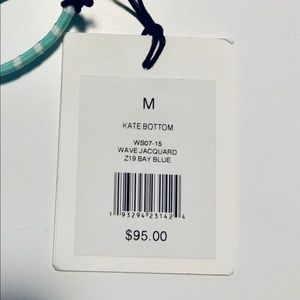 M
KATE BOTTOM
WS07-15
WAVE JACQUARD
Z19 BAY BLUE
1 93294 23142 4
$95.00